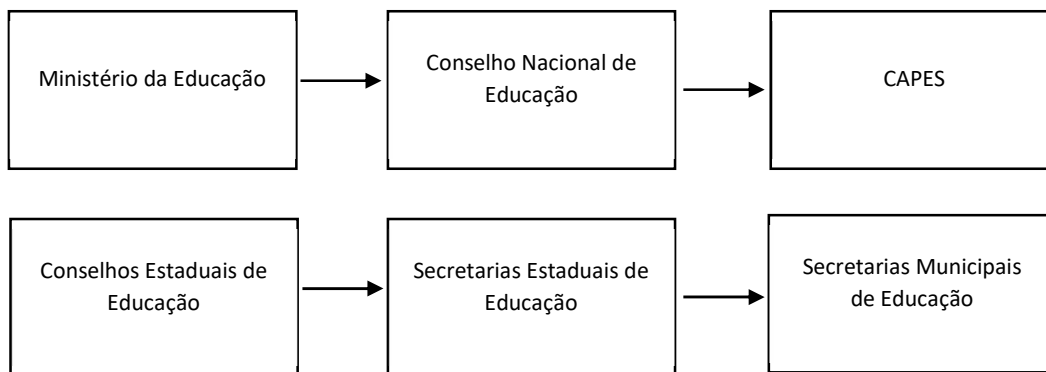 Ministério da Educação
Conselho Nacional de
Educação
CAPES
Conselhos Estaduais de
Educação
Secretarias Estaduais de
Educação
Secretarias Municipais
de Educação